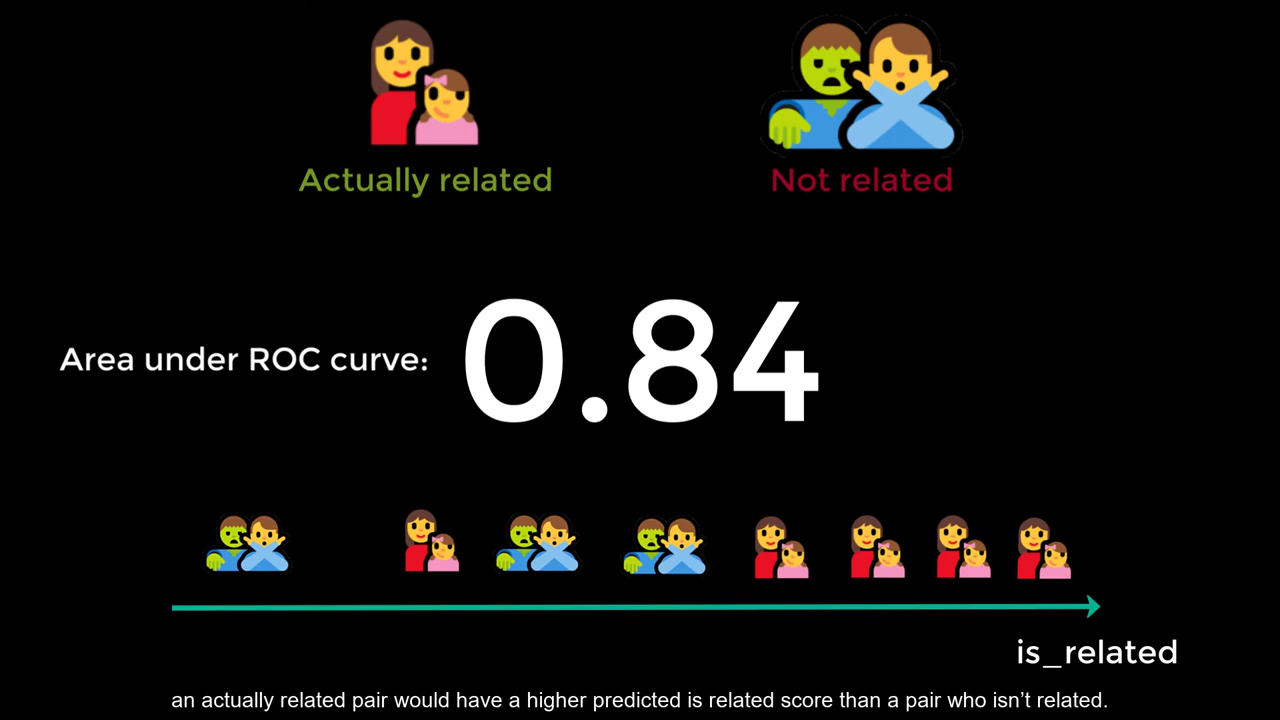 Actually related
Not related
Area under ROC curve: 0.84
is_related
an actually related pair would have a higher predicted is related score than a pair who isn’t related.